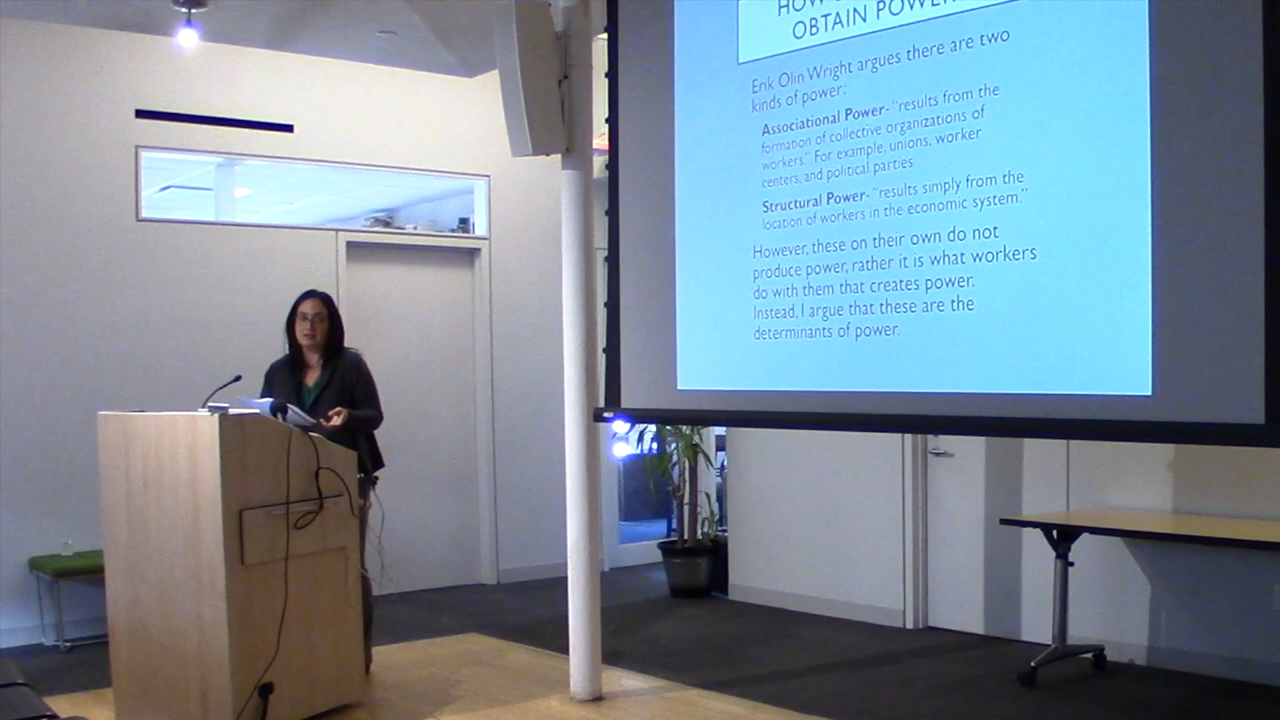 HOW
OBTAIN POWER
Erik Olin Wright argues there are two
kinds of power:
Associational Power- "results from the
formation of collective organizations of
workers." For example, unions, worker
centers, and political parties
Structural Power- "results simply from the
location of workers in the economic system."
However, these on their own do not
produce power, rather it is what workers
do with them that creates power.
Instead, I argue that these are the
determinants of power.